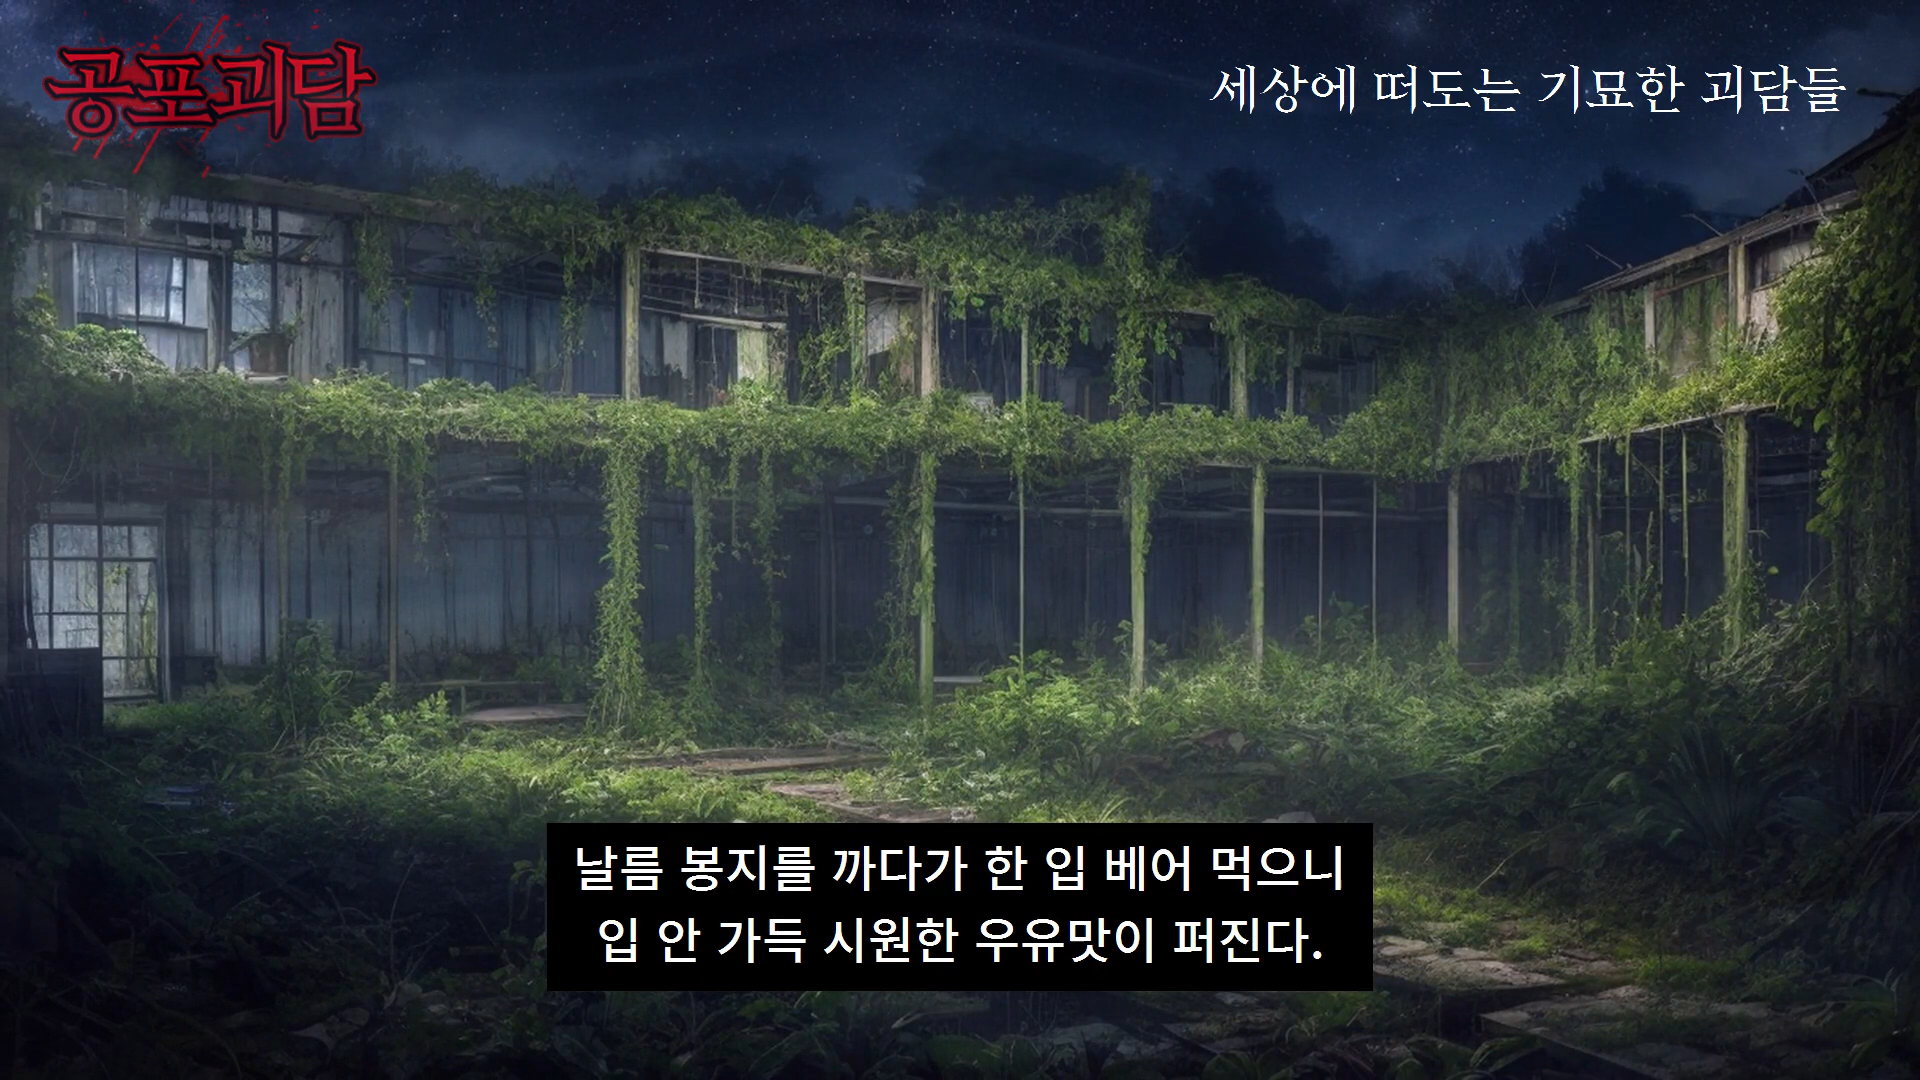 공포괴담
세상에 떠도는 기묘한 괴담들
날름 봉지를 까다가 한 입 베어 먹으니
입 안 가득 시원한 우유맛이 퍼진다.